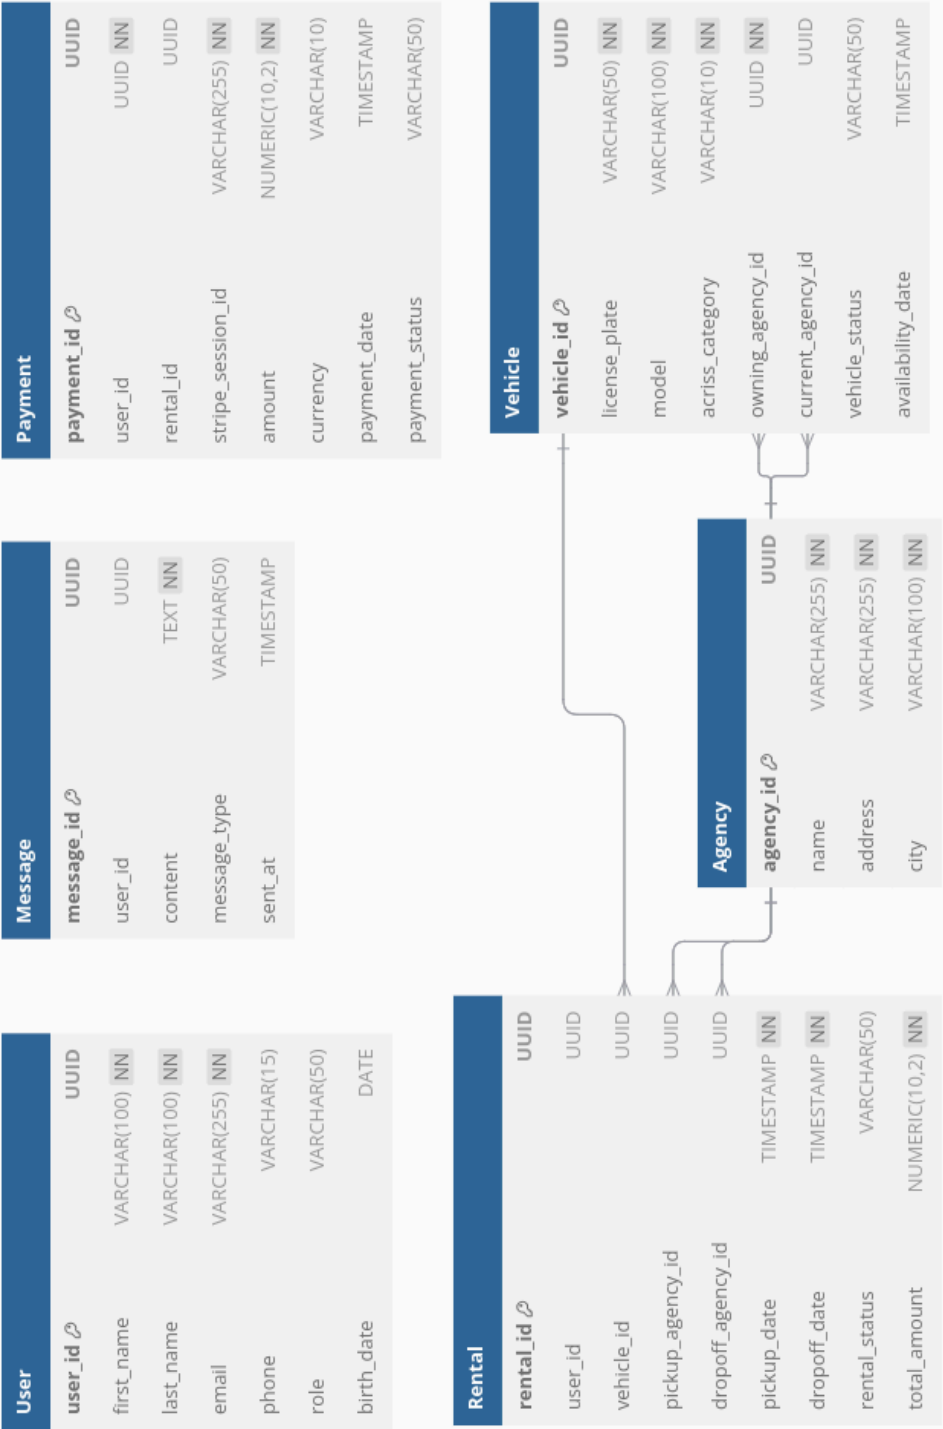 User
user_id UUID
first_name VARCHAR(100) NN
last_name VARCHAR(100) NN
email VARCHAR(255) NN
phone VARCHAR(15)
role VARCHAR(50)
birth_date DATE
Message
message_id UUID
user_id UUID
content TEXT NN
message_type VARCHAR(50)
sent_at TIMESTAMP
Payment
payment_id UUID
user_id UUID NN
rental_id UUID
stripe_session_id VARCHAR(255) NN
amount NUMERIC(10,2) NN
currency VARCHAR(10)
payment_date TIMESTAMP
payment_status VARCHAR(50)
Rental
rental_id UUID
user_id UUID
vehicle_id UUID
pickup_agency_id UUID
dropoff_agency_id UUID
pickup_date TIMESTAMP NN
dropoff_date TIMESTAMP NN
rental_status VARCHAR(50)
total_amount NUMERIC(10,2) NN
Agency
agency_id UUID
name VARCHAR(255) NN
address VARCHAR(255) NN
city VARCHAR(100) NN
Vehicle
vehicle_id UUID
license_plate VARCHAR(50) NN
model VARCHAR(100) NN
acriss_category VARCHAR(10) NN
owning_agency_id UUID NN
current_agency_id UUID
vehicle_status VARCHAR(50)
availability_date TIMESTAMP